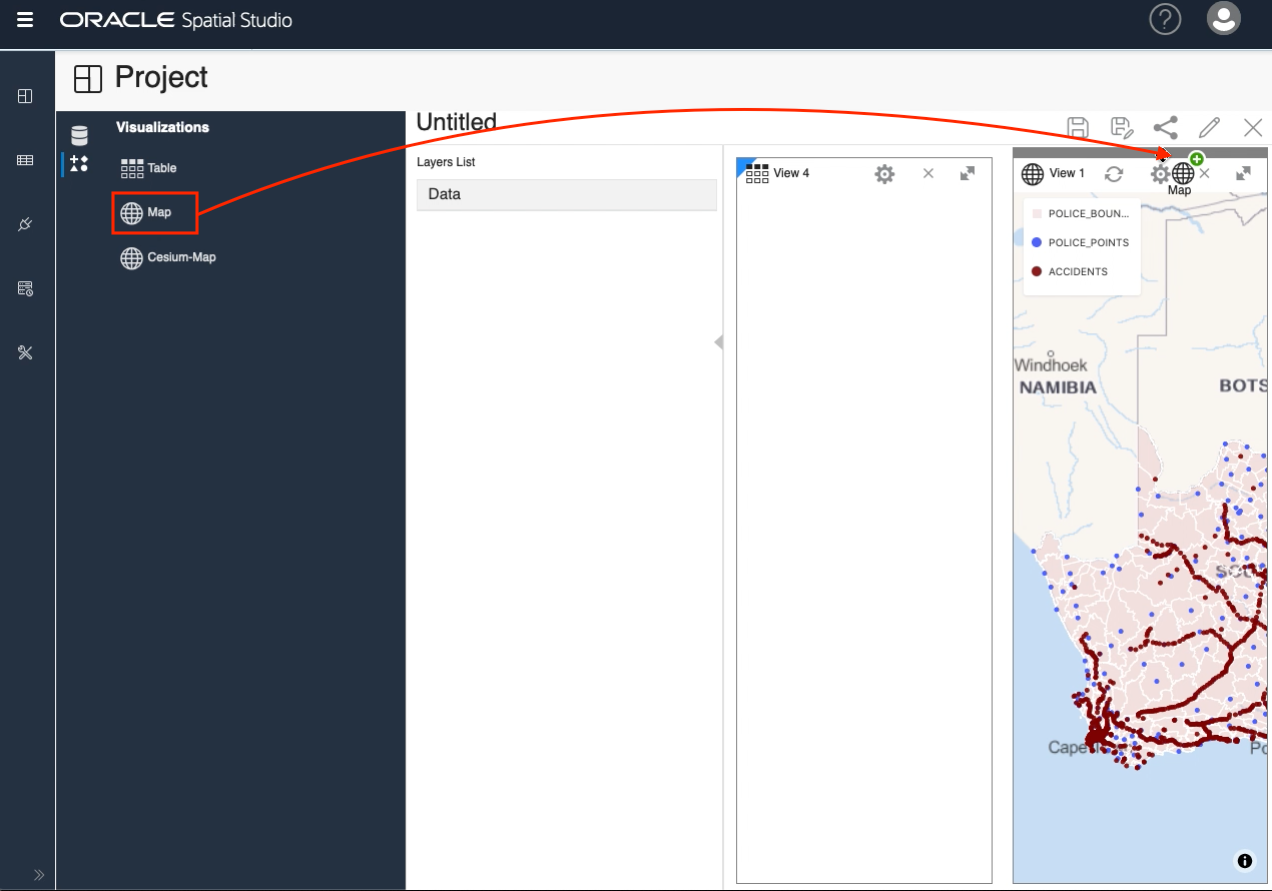 ORACLE Spatial Studio
Project
Visualizations
Table
Map
Cesium-Map
Untitled
Layers List
Data
View 4
View 1
Map
POLICE_BOUN...
POLICE_POINTS
ACCIDENTS
Windhoek
NAMIBIA
BOTS
SOU
Cape
Po